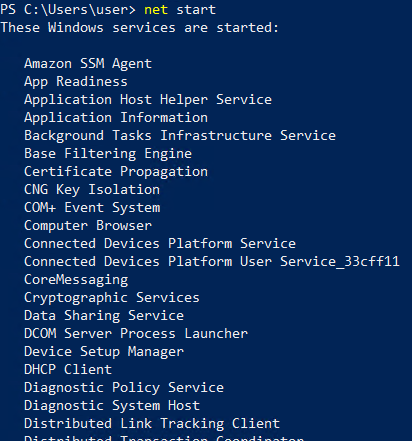 PS C:\Users\user> net start
These Windows services are started:
Amazon SSM Agent
App Readiness
Application Host Helper Service
Application Information
Background Tasks Infrastructure Service
Base Filtering Engine
Certificate Propagation
CNG Key Isolation
COM+ Event System
Computer Browser
Connected Devices Platform Service
Connected Devices Platform User Service_33cff11
CoreMessaging
Cryptographic Services
Data Sharing Service
DCOM Server Process Launcher
Device Setup Manager
DHCP Client
Diagnostic Policy Service
Diagnostic System Host
Distributed Link Tracking Client
Distributed Transaction Coordinator